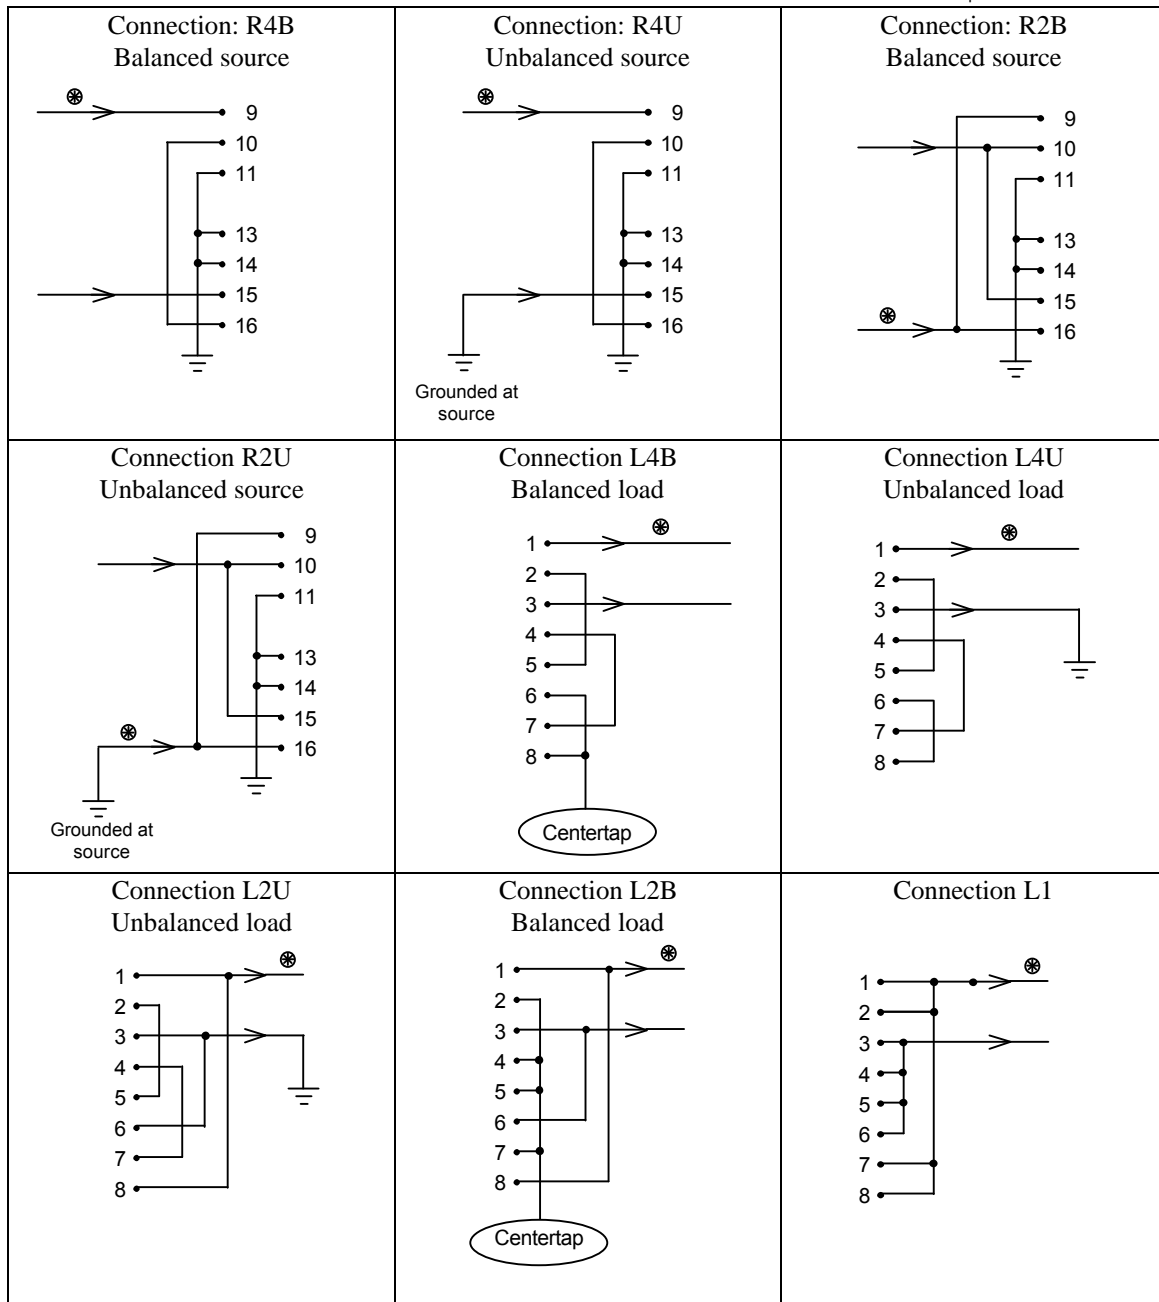 Connection: R4B
Balanced source
9
10
11
13
14
15
16
Connection: R4U
Unbalanced source
9
10
11
13
14
15
16
Grounded at
source
Connection: R2B
Balanced source
9
10
11
13
14
15
16
Connection R2U
Unbalanced source
9
10
11
13
14
15
16
Grounded at
source
Connection L4B
Balanced load
1
2
3
4
5
6
7
8
Centertap
Connection L4U
Unbalanced load
1
2
3
4
5
6
7
8
Connection L2U
Unbalanced load
1
2
3
4
5
6
7
8
Connection L2B
Balanced load
1
2
3
4
5
6
7
8
Centertap
Connection L1
1
2
3
4
5
6
7
8